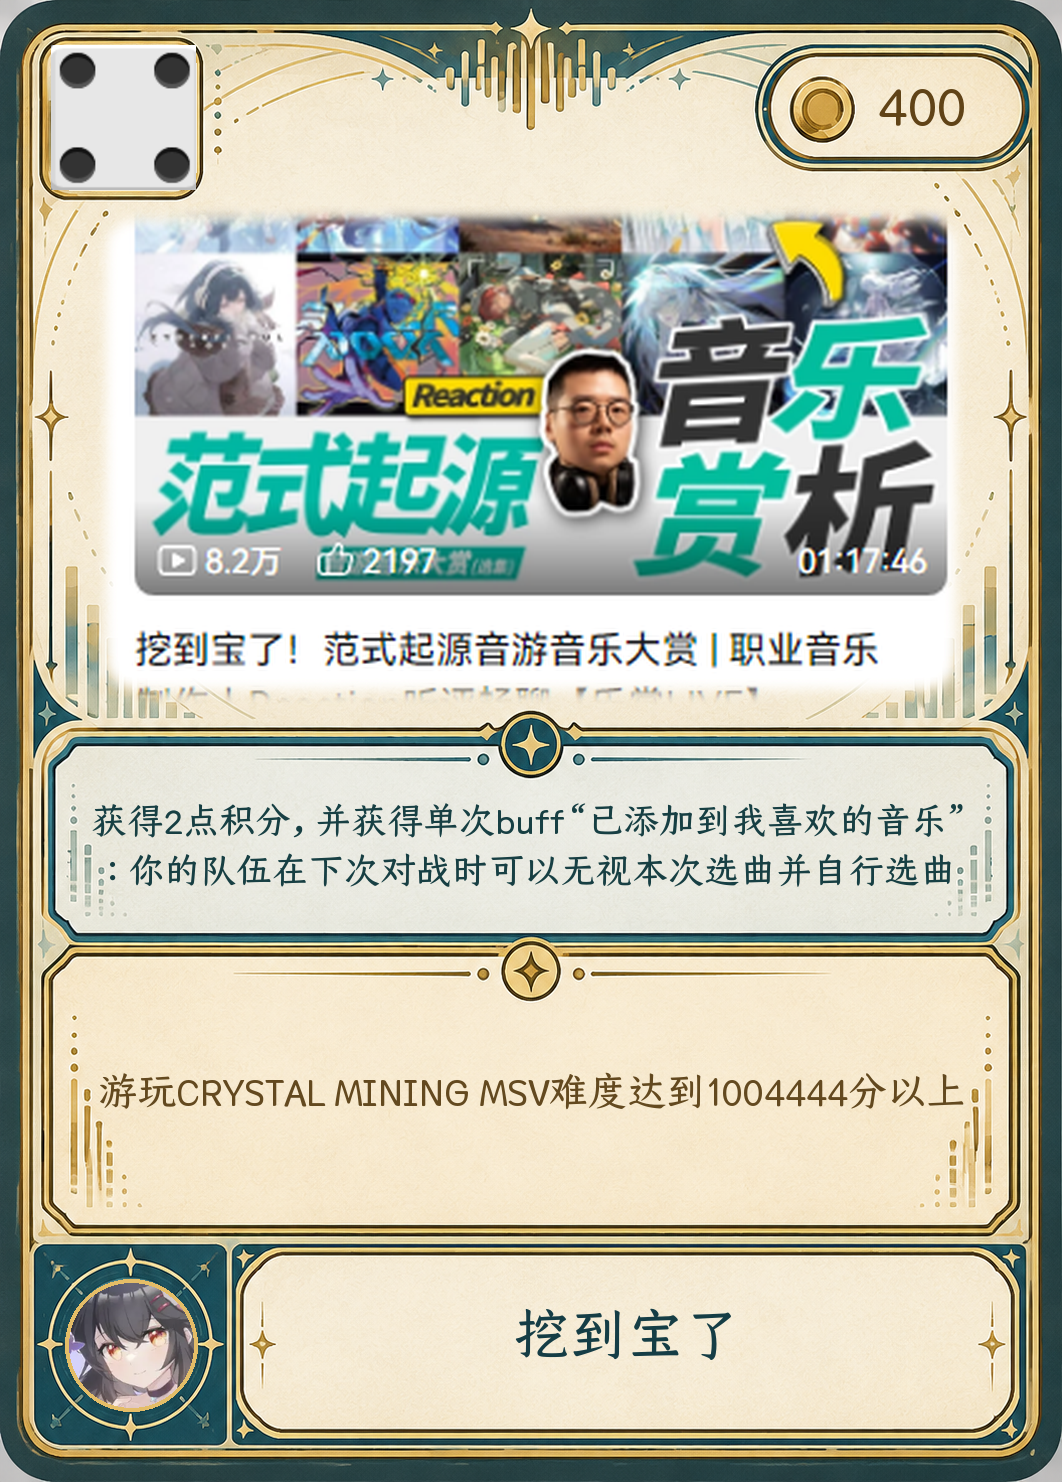 400
Reaction
音乐
范式起源
赏析
8.2万 2197 大赏(选集) 01:17:46
挖到宝了！范式起源音游音乐大赏 | 职业音乐
获得2点积分，并获得单次buff“已添加到我喜欢的音乐”
：你的队伍在下次对战时可以无视本次选曲并自行选曲
游玩CRYSTAL MINING MSV难度达到1004444分以上
挖到宝了